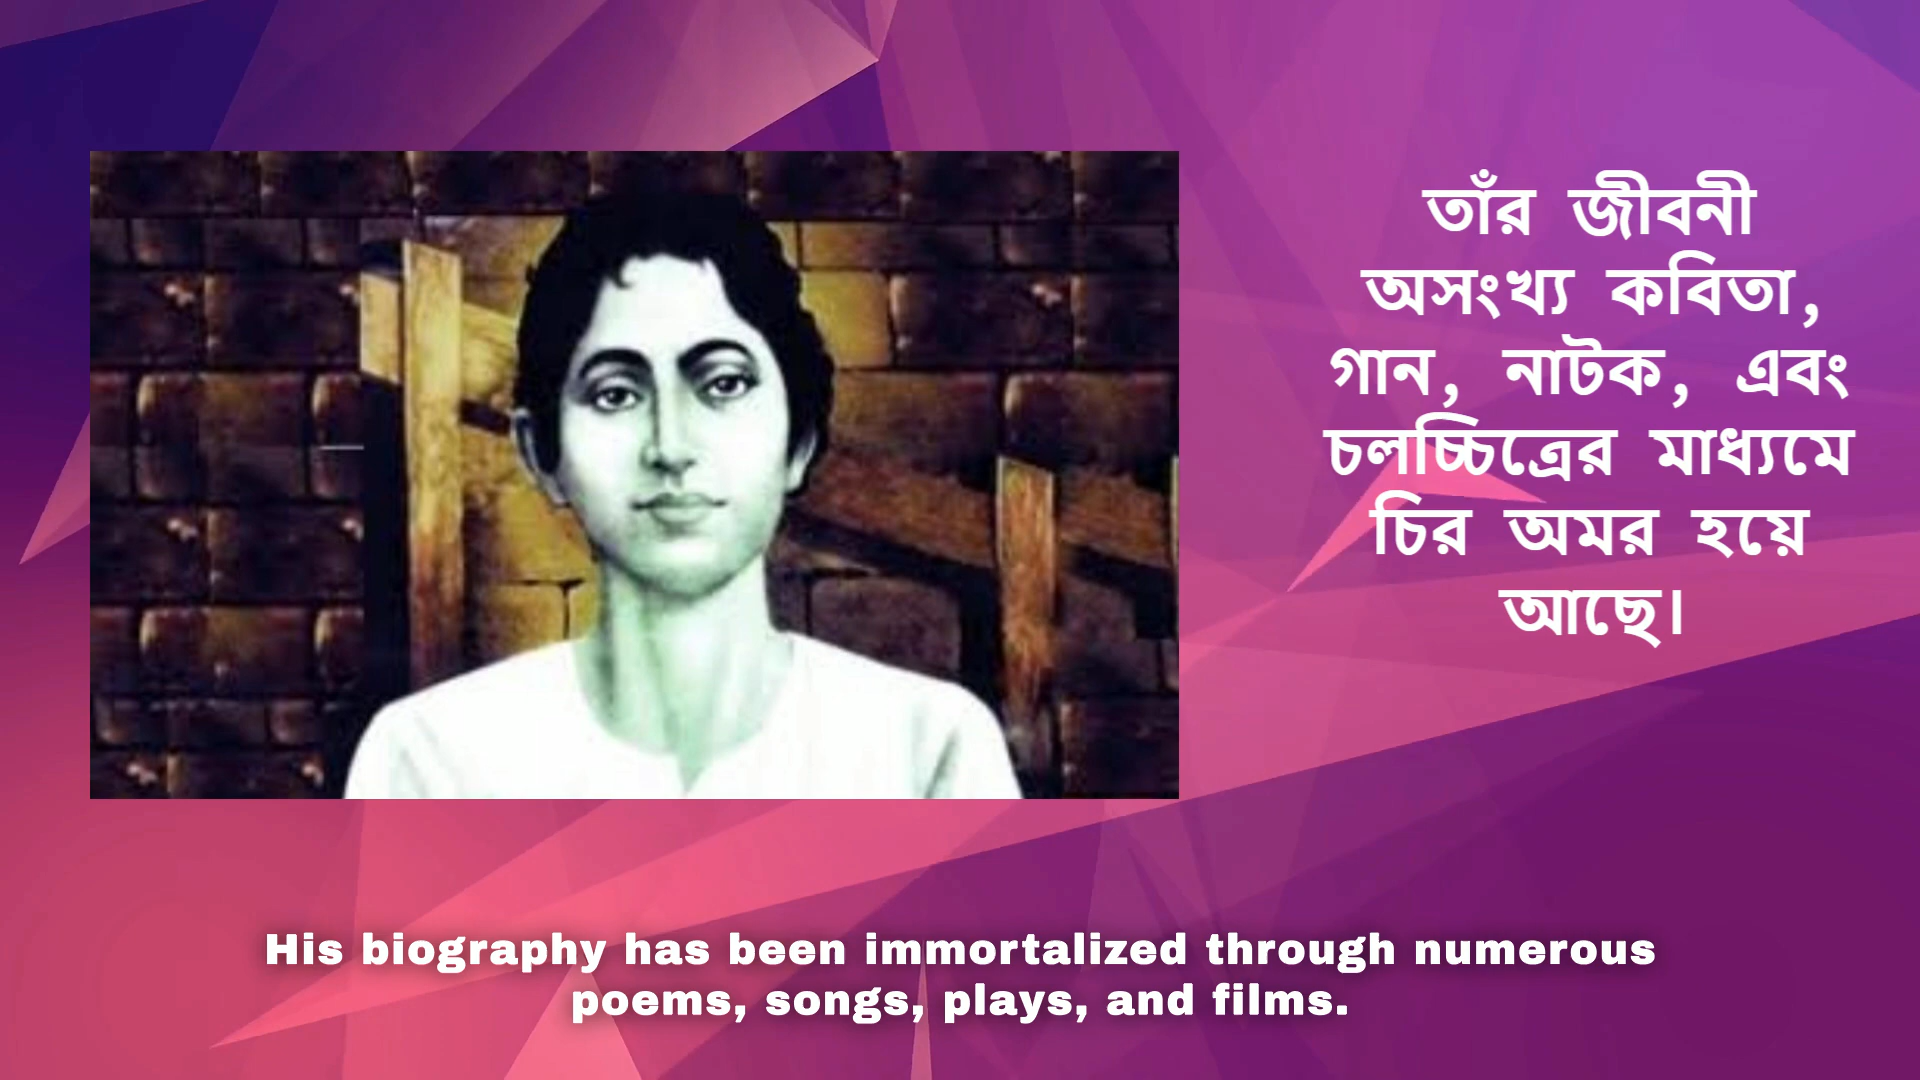 তাঁর জীবনী
অসংখ্য কবিতা,
গান, নাটক, এবং
চলচ্চিত্রের মাধ্যমে
চির অমর হয়ে
আছে।
His biography has been immortalized through numerous
poems, songs, plays, and films.